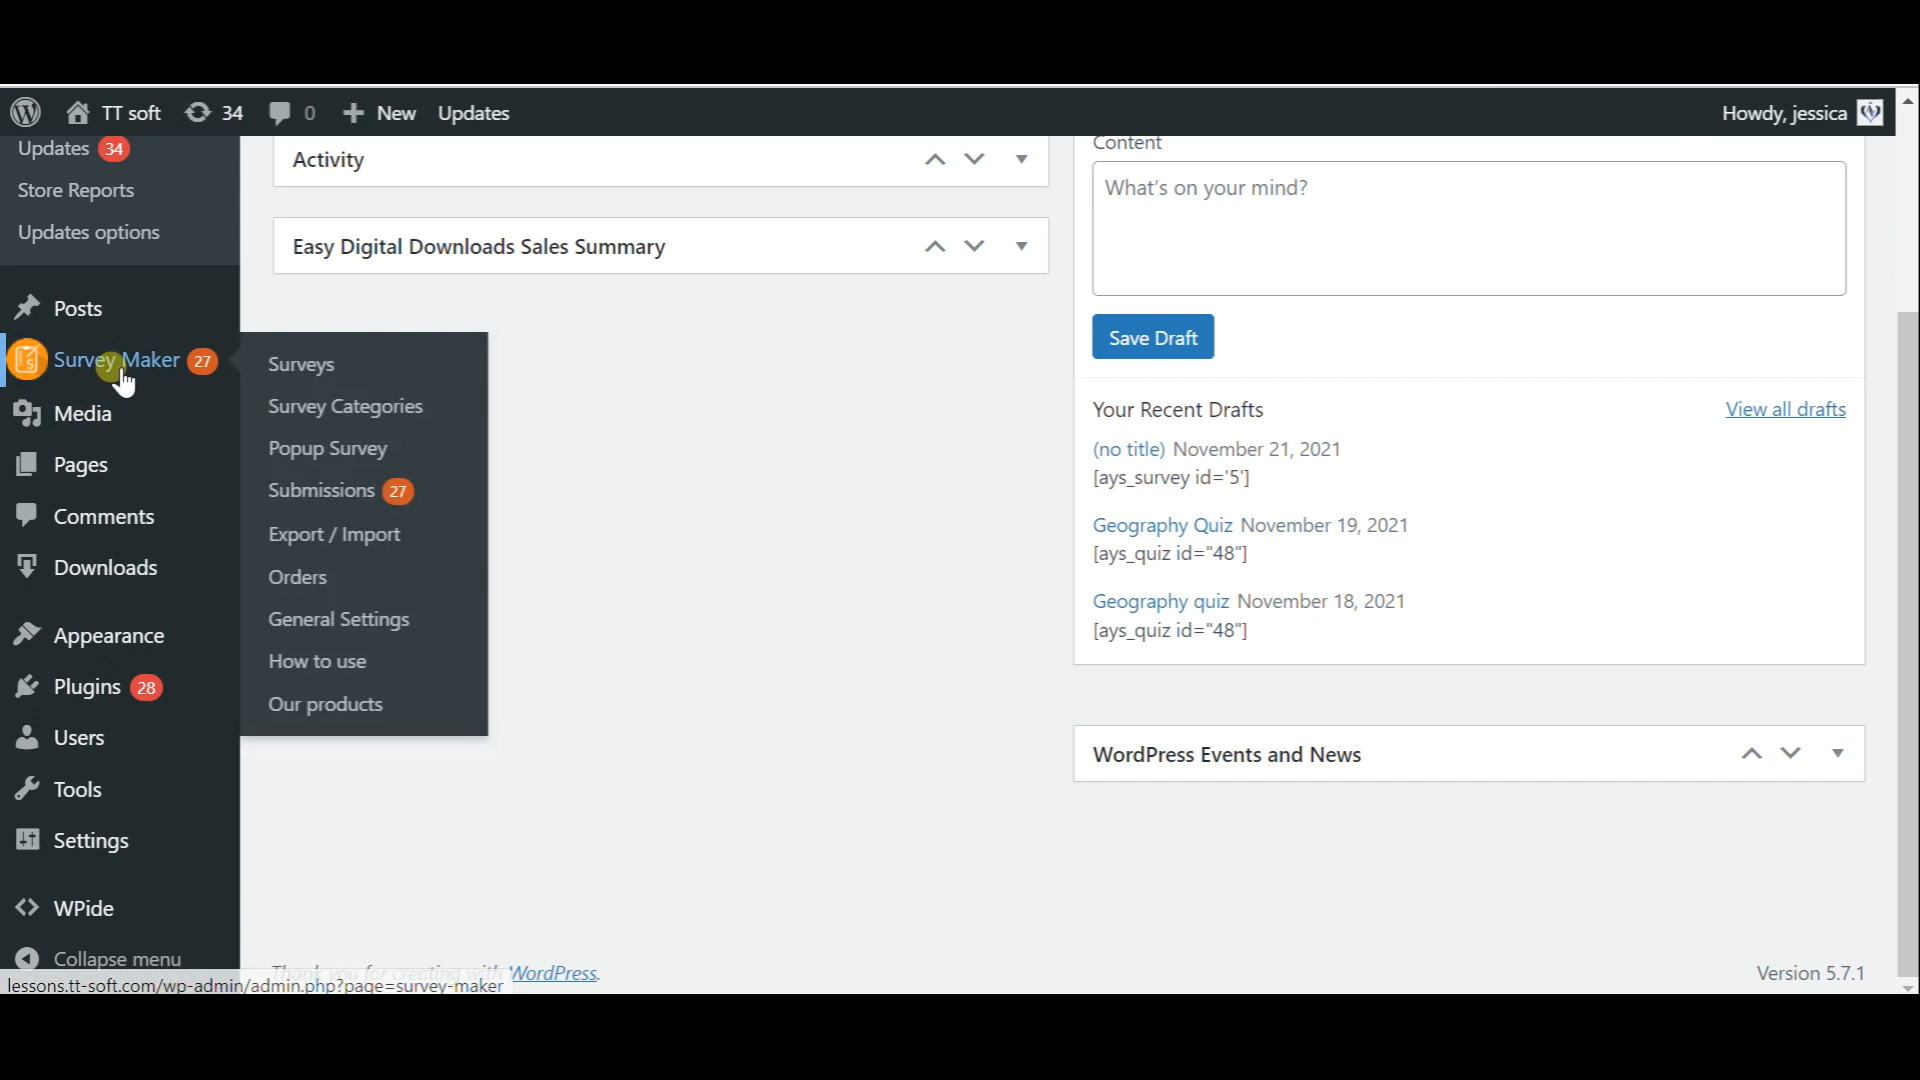 TT soft 34 0 New Updates Howdy, jessica
Updates 34
Store Reports
Updates options
Posts
Survey Maker 27
Media
Pages
Comments
Downloads
Appearance
Plugins 28
Users
Tools
Settings
WPide
Collapse menu
Surveys
Survey Categories
Popup Survey
Submissions 27
Export / Import
Orders
General Settings
How to use
Our products
Activity
Easy Digital Downloads Sales Summary
Content
What's on your mind?
Save Draft
Your Recent Drafts View all drafts
(no title) November 21, 2021
[ays_survey id='5']
Geography Quiz November 19, 2021
[ays_quiz id="48"]
Geography quiz November 18, 2021
[ays_quiz id="48"]
WordPress Events and News
Thank you for creating with WordPress.
Version 5.7.1
lessons.tt-soft.com/wp-admin/admin.php?page=survey-maker